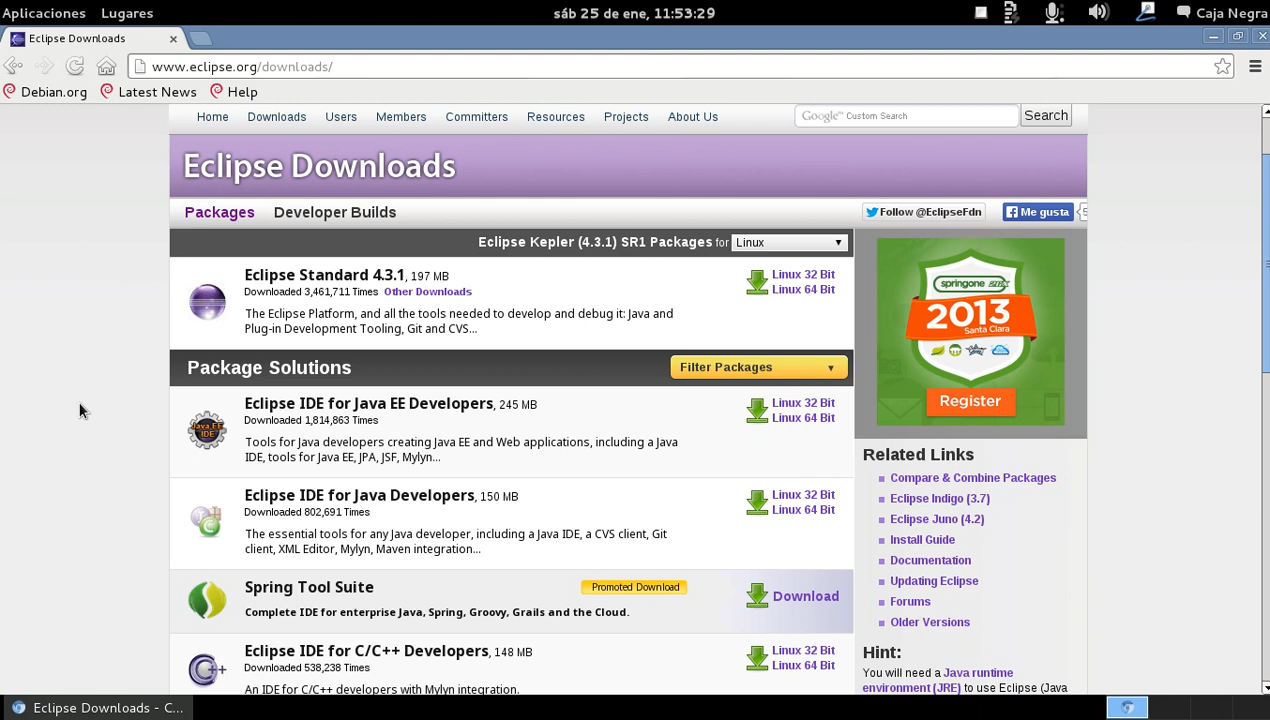 Aplicaciones Lugares sáb 25 de ene, 11:53:29 Caja Negra
Eclipse Downloads
www.eclipse.org/downloads/
Debian.org Latest News Help
Home Downloads Users Members Committers Resources Projects About Us Google Custom Search Search
Eclipse Downloads
Packages Developer Builds Follow @EclipseFdn Me gusta
Eclipse Kepler (4.3.1) SR1 Packages for Linux
Eclipse Standard 4.3.1, 197 MB
Downloaded 3,461,711 Times Other Downloads
The Eclipse Platform, and all the tools needed to develop and debug it: Java and
Plug-in Development Tooling, Git and CVS...
Linux 32 Bit
Linux 64 Bit
Package Solutions Filter Packages
Eclipse IDE for Java EE Developers, 245 MB
Downloaded 1,814,863 Times
Tools for Java developers creating Java EE and Web applications, including a Java
IDE, tools for Java EE, JPA, JSF, Mylyn...
Linux 32 Bit
Linux 64 Bit
Java EE
IDE
Eclipse IDE for Java Developers, 150 MB
Downloaded 802,691 Times
The essential tools for any Java developer, including a Java IDE, a CVS client, Git
client, XML Editor, Mylyn, Maven integration...
Linux 32 Bit
Linux 64 Bit
Spring Tool Suite Promoted Download
Complete IDE for enterprise Java, Spring, Groovy, Grails and the Cloud.
Download
Eclipse IDE for C/C++ Developers, 148 MB
Downloaded 538,238 Times
An IDE for C/C++ developers with Mylyn integration.
Linux 32 Bit
Linux 64 Bit
springone 2GX
2013
Santa Clara
Register
Related Links
Compare & Combine Packages
Eclipse Indigo (3.7)
Eclipse Juno (4.2)
Install Guide
Documentation
Updating Eclipse
Forums
Older Versions
Hint:
You will need a Java runtime
environment (JRE) to use Eclipse (Java
Eclipse Downloads - C...